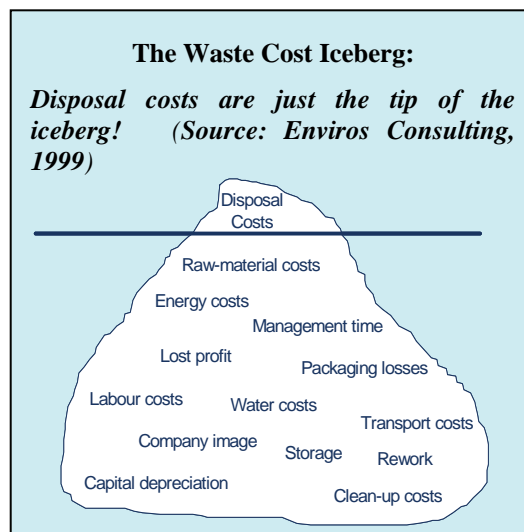 The Waste Cost Iceberg:
Disposal costs are just the tip of the
iceberg! (Source: Enviros Consulting,
1999)
Disposal
Costs
Raw-material costs
Energy costs
Management time
Lost profit
Packaging losses
Labour costs
Water costs
Transport costs
Company image
Storage
Rework
Capital depreciation
Clean-up costs